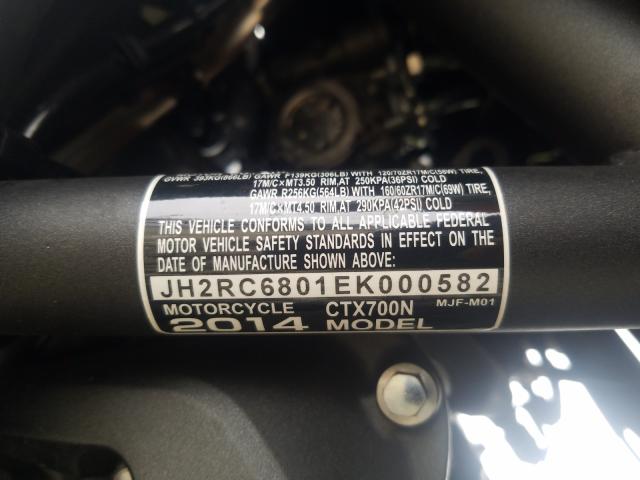 GVWR 393KG(866LB) GAWR F139KG(306LB) WITH 120/70ZR17M/C(58W) TIRE,
17M/C×MT3.50 RIM,AT 250KPA(36PSI) COLD
GAWR R256KG(564LB) WITH 160/60ZR17M/C(69W) TIRE,
17M/C×MT4.50 RIM, AT 290KPA(42PSI) COLD
THIS VEHICLE CONFORMS TO ALL APPLICABLE FEDERAL
MOTOR VEHICLE SAFETY STANDARDS IN EFFECT ON THE
DATE OF MANUFACTURE SHOWN ABOVE:
JH2RC6801EK000582
MOTORCYCLE CTX700N MJF-M01
2014 MODEL